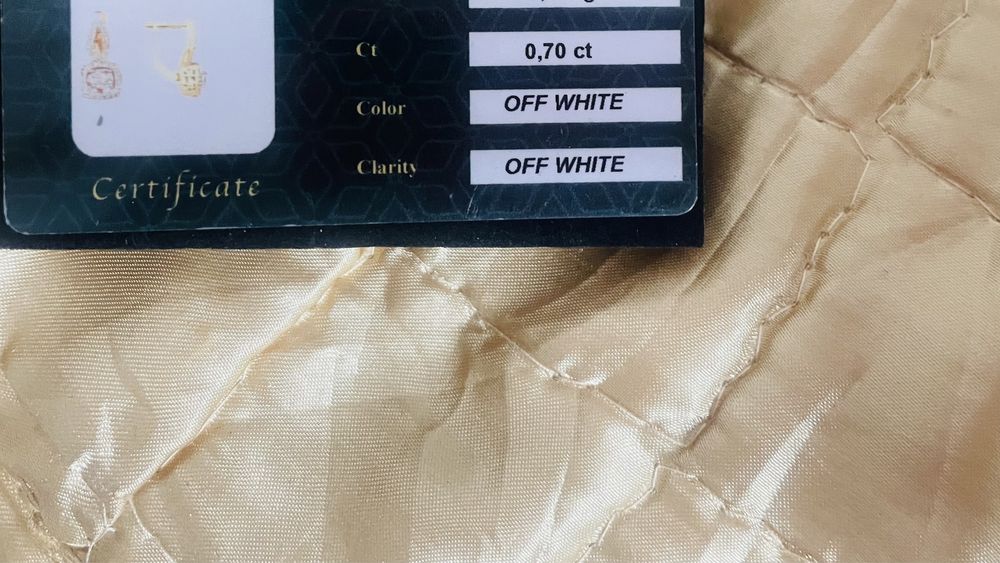 Ct 0,70 ct
Color OFF WHITE
Clarity OFF WHITE
Certificate